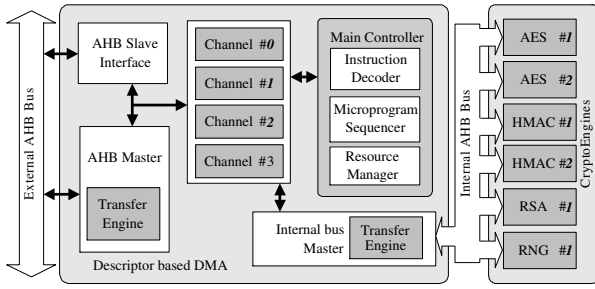 External AHB Bus
AHB Slave
Interface
AHB Master
Transfer
Engine
Descriptor based DMA
Channel #0
Channel #1
Channel #2
Channel #3
Main Controller
Instruction
Decoder
Microprogram
Sequencer
Resource
Manager
Internal bus
Master
Transfer
Engine
Internal AHB Bus
AES #1
AES #2
HMAC #1
HMAC #2
RSA #1
RNG #1
CryptoEngines